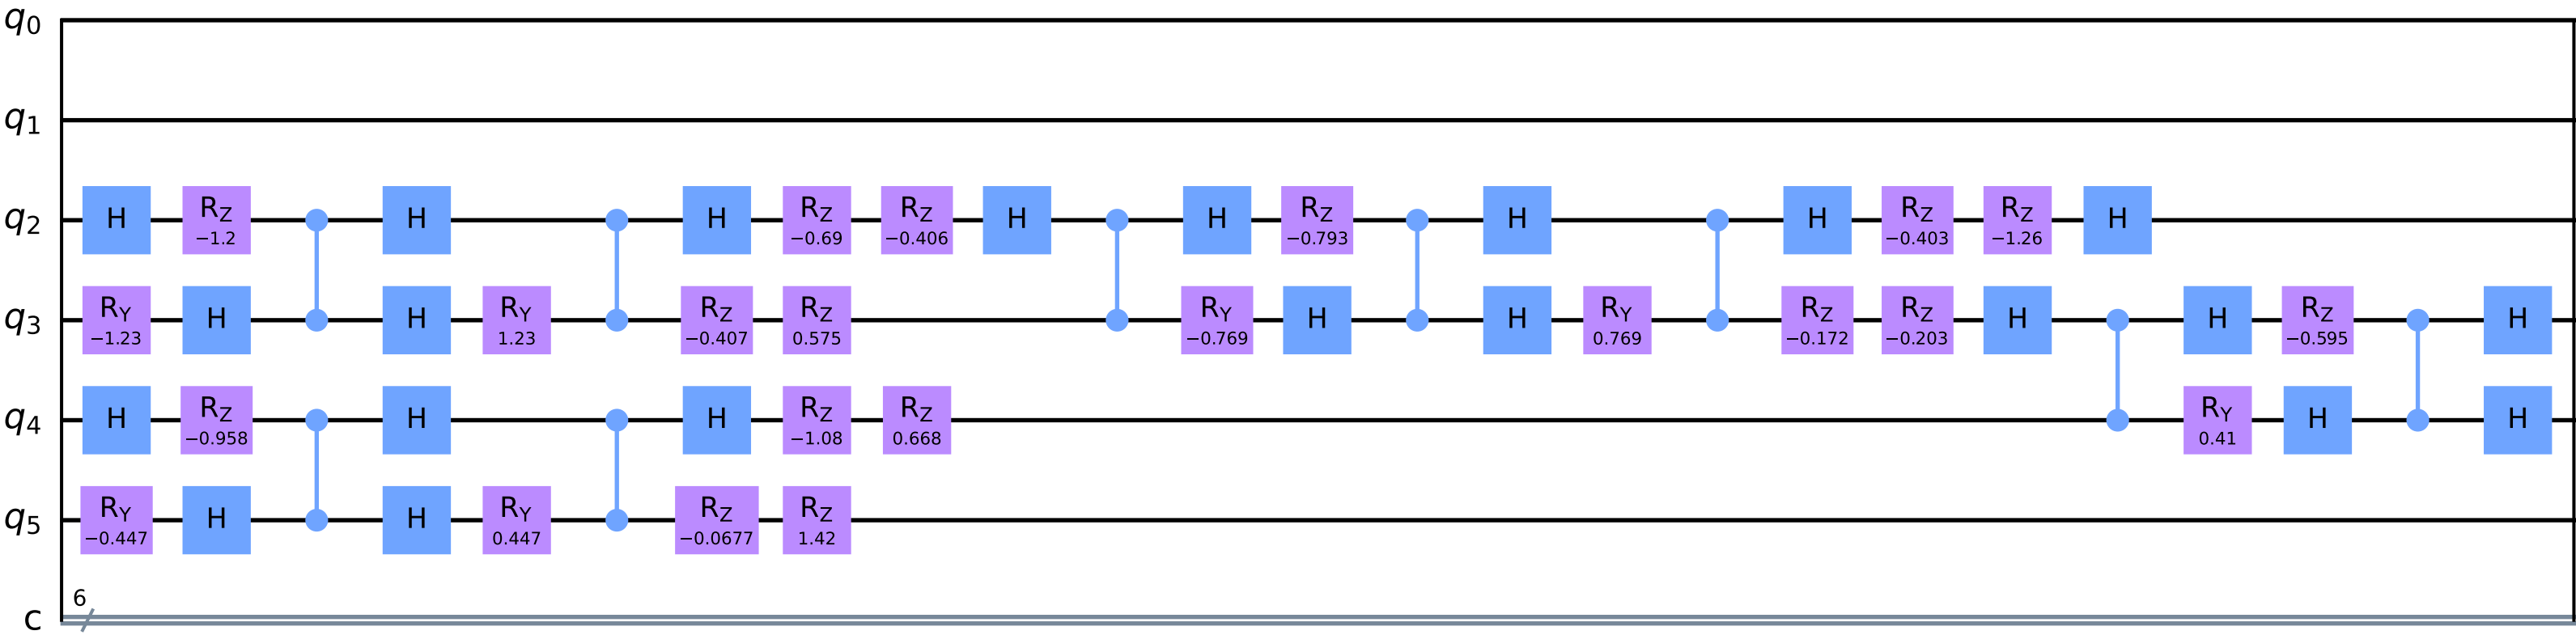 q0
q1
q2 H RZ −1.2 H H RZ −0.69 RZ −0.406 H H RZ −0.793 H H RZ −0.403 RZ −1.26 H
q3 RY −1.23 H H RY 1.23 RZ −0.407 RZ 0.575 RY −0.769 H H RY 0.769 RZ −0.172 RZ −0.203 H H RZ −0.595 H
q4 H RZ −0.958 H H RZ −1.08 RZ 0.668 RY 0.41 H H
q5 RY −0.447 H H RY 0.447 RZ −0.0677 RZ 1.42
6
c